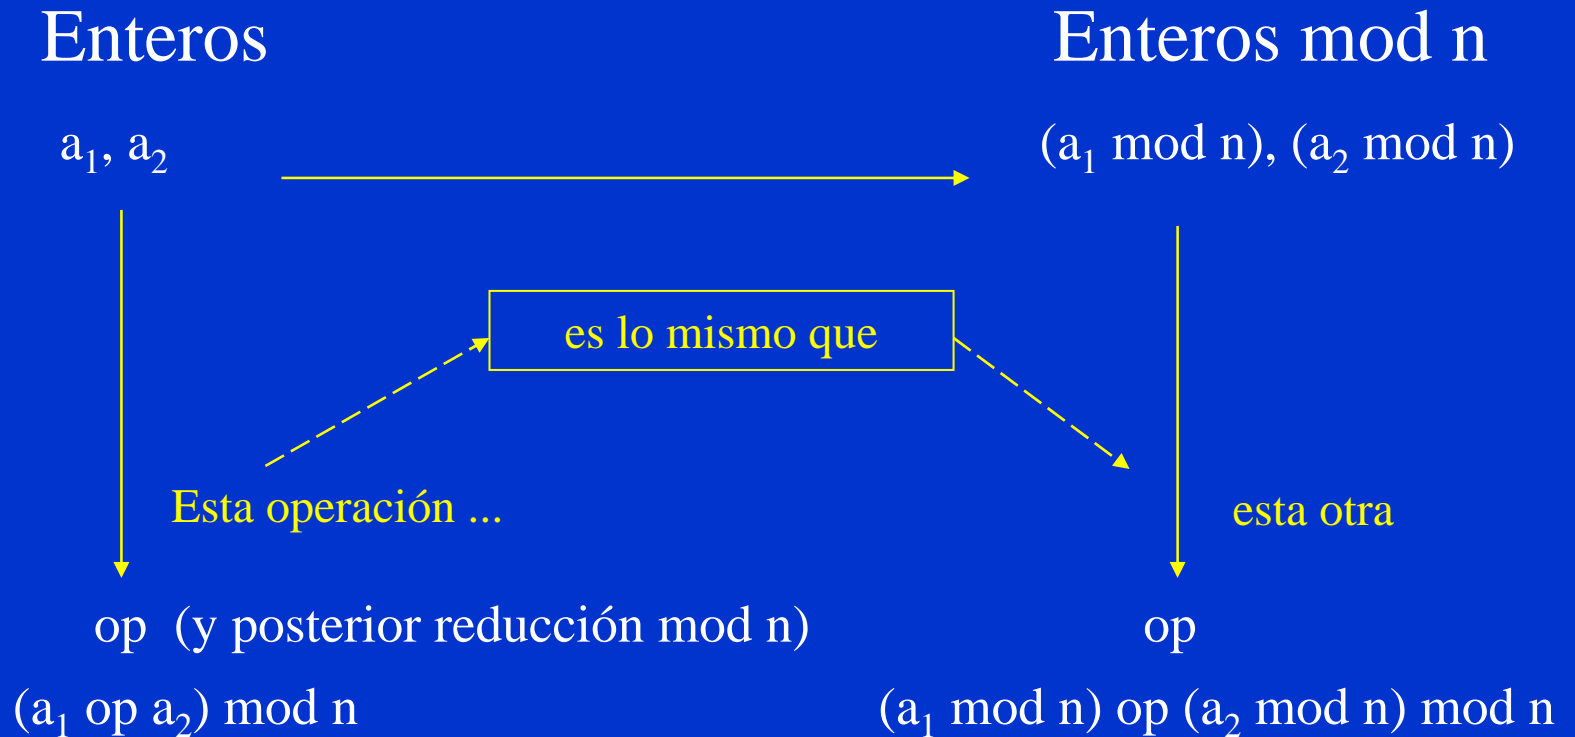 Enteros
Enteros mod n
a₁, a₂
(a₁ mod n), (a₂ mod n)
es lo mismo que
Esta operación ...
esta otra
op (y posterior reducción mod n)
op
(a₁ op a₂) mod n
(a₁ mod n) op (a₂ mod n) mod n